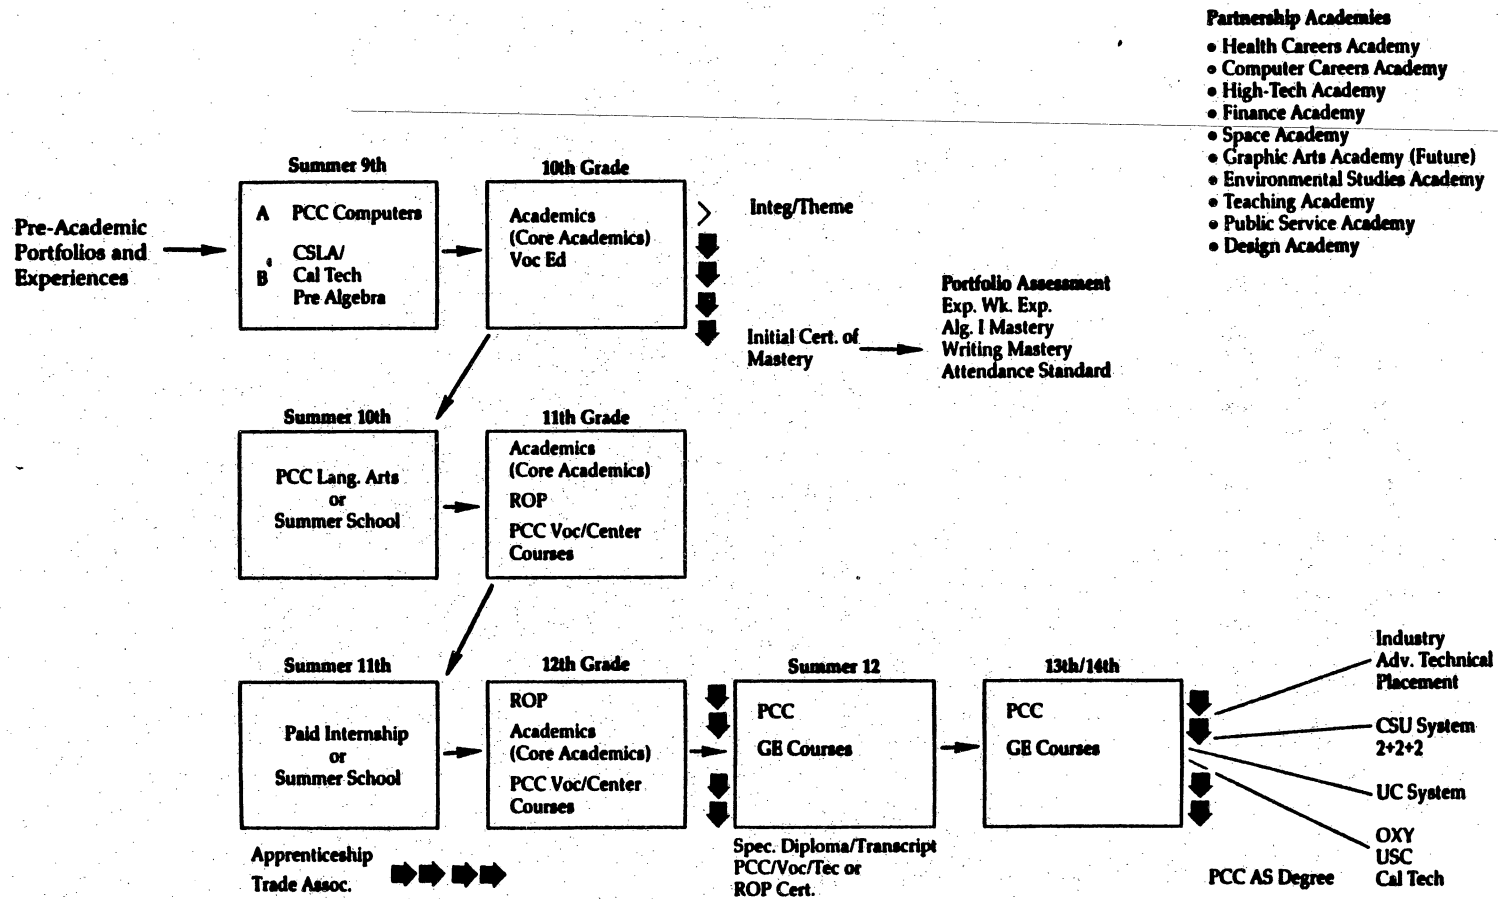 Partnership Academies
• Health Careers Academy
• Computer Careers Academy
• High-Tech Academy
• Finance Academy
• Space Academy
• Graphic Arts Academy (Future)
• Environmental Studies Academy
• Teaching Academy
• Public Service Academy
• Design Academy
Pre-Academic
Portfolios and
Experiences
Summer 9th
A PCC Computers
B CSLA/
Cal Tech
Pre Algebra
10th Grade
Academics
(Core Academics)
Voc Ed
Integ/Theme
Initial Cert. of
Mastery
Portfolio Assessment
Exp. Wk. Exp.
Alg. I Mastery
Writing Mastery
Attendance Standard
Summer 10th
PCC Lang. Arts
or
Summer School
11th Grade
Academics
(Core Academics)
ROP
PCC Voc/Center
Courses
Summer 11th
Paid Internship
or
Summer School
Apprenticeship
Trade Assoc.
12th Grade
ROP
Academics
(Core Academics)
PCC Voc/Center
Courses
Summer 12
PCC
GE Courses
Spec. Diploma/Transcript
PCC/Voc/Tec or
ROP Cert.
13th/14th
PCC
GE Courses
PCC AS Degree
Industry
Adv. Technical
Placement
CSU System
2+2+2
UC System
OXY
USC
Cal Tech